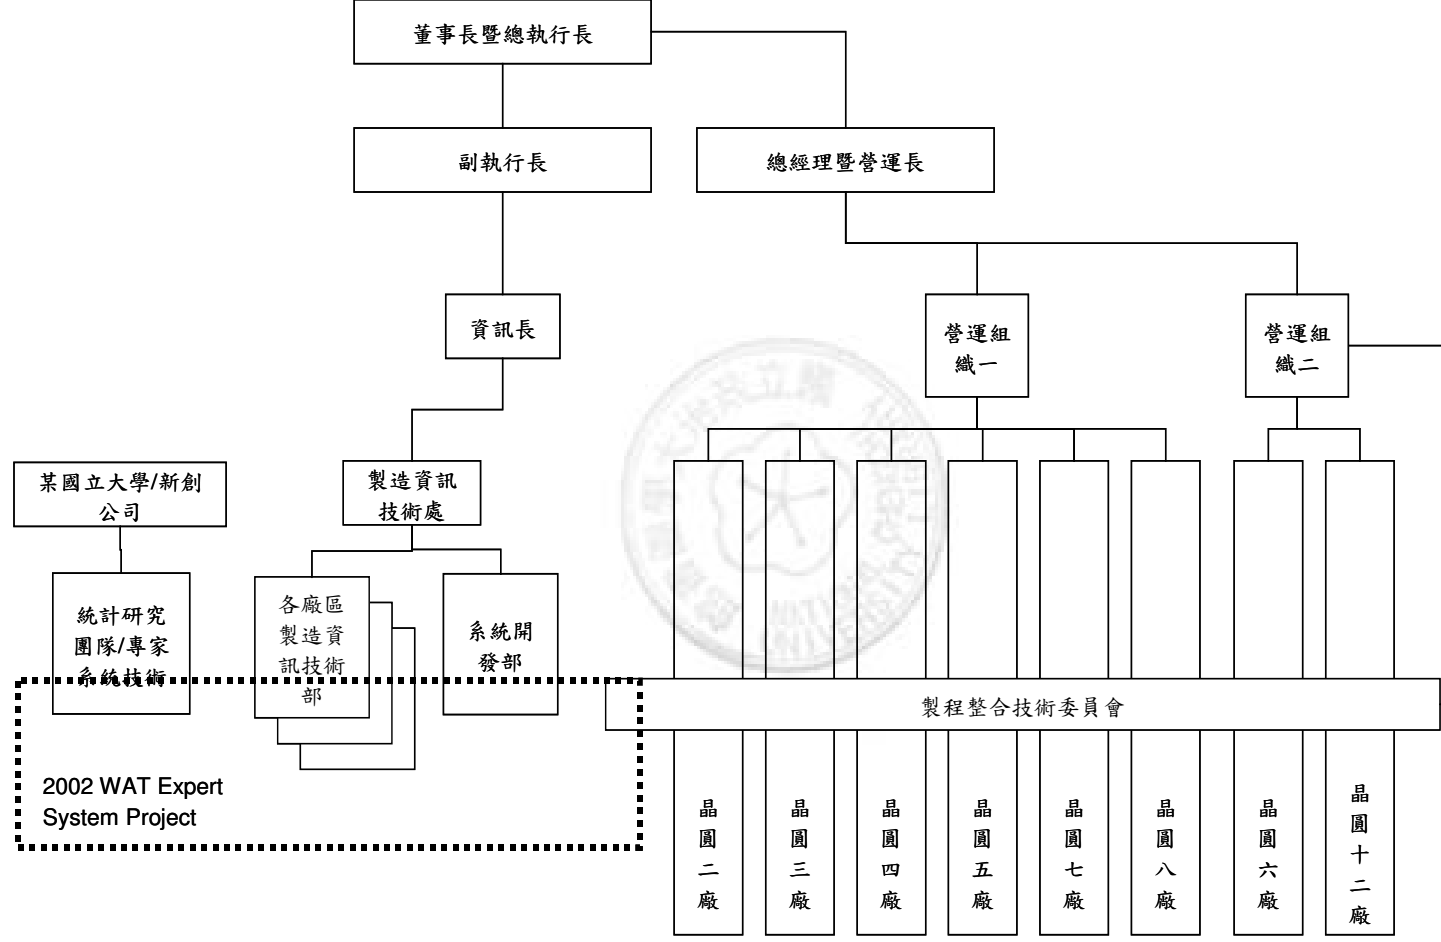 董事長暨總執行長
副執行長
總經理暨營運長
資訊長
營運組
織一
營運組
織二
某國立大學/新創
公司
製造資訊
技術處
統計研究
團隊/專家
系統技術
各廠區
製造資
訊技術
部
系統開
發部
製程整合技術委員會
2002 WAT Expert
System Project
晶圓二廠
晶圓三廠
晶圓四廠
晶圓五廠
晶圓七廠
晶圓八廠
晶圓六廠
晶圓十二廠